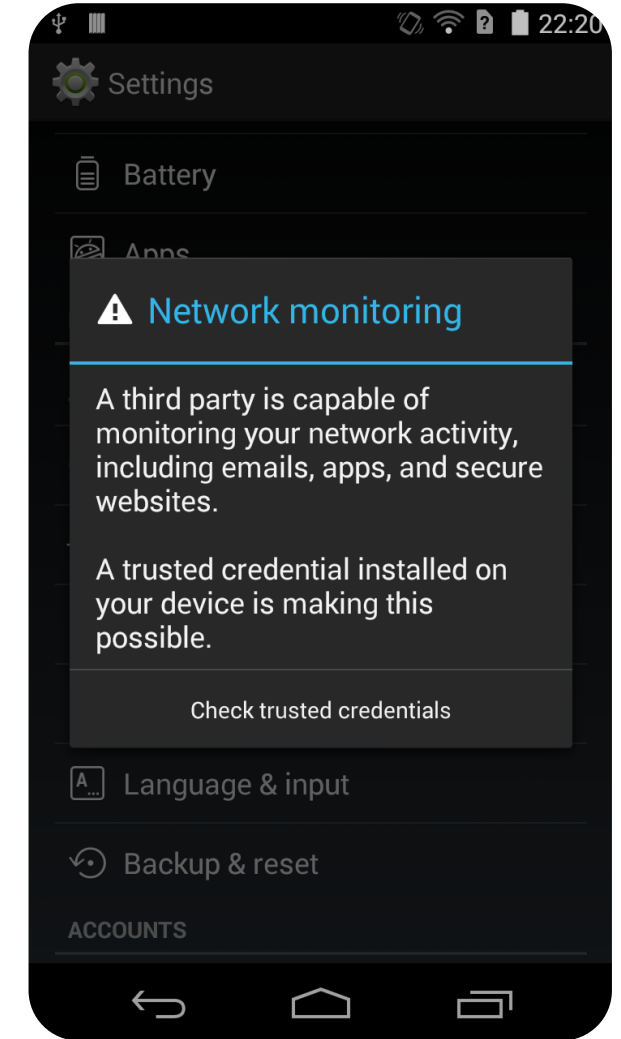 22:20
Settings
Battery
Apps
Network monitoring
A third party is capable of
monitoring your network activity,
including emails, apps, and secure
websites.
A trusted credential installed on
your device is making this
possible.
Check trusted credentials
A...
Language & input
Backup & reset
ACCOUNTS